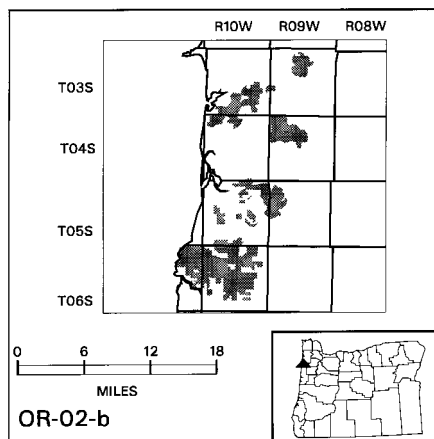 R10W R09W R08W
T03S
T04S
T05S
T06S
0 6 12 18
MILES
OR-02-b